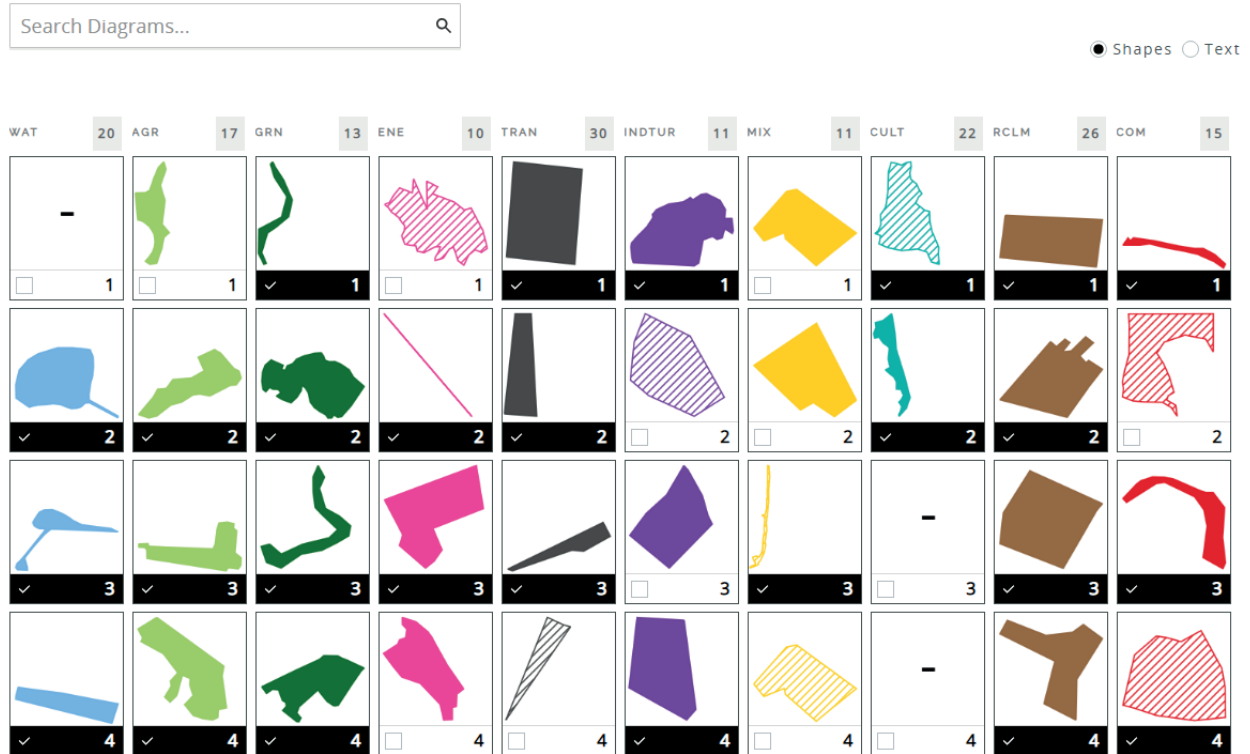 Search Diagrams...
Shapes Text
WAT 20 AGR 17 GRN 13 ENE 10 TRAN 30 INDTUR 11 MIX 11 CULT 22 RCLM 26 COM 15
- 
1 1 1 1 1 1 1 1 1 1
2 2 2 2 2 2 2 2 2 2
-
3 3 3 3 3 3 3 3 3 3
-
4 4 4 4 4 4 4 4 4 4